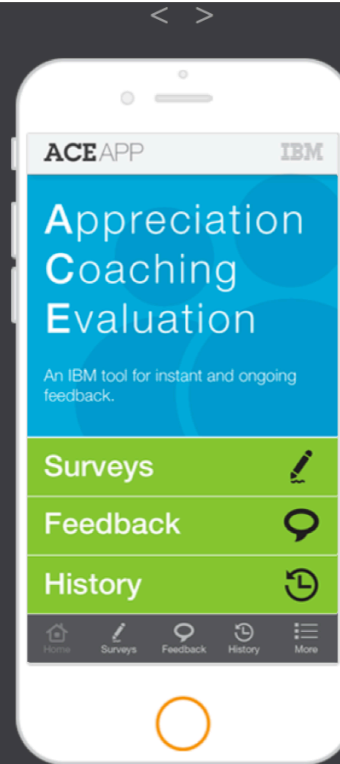 < >
ACEAPP IBM
Appreciation
Coaching
Evaluation
An IBM tool for instant and ongoing
feedback.
Surveys
Feedback
History
Home Surveys Feedback History More